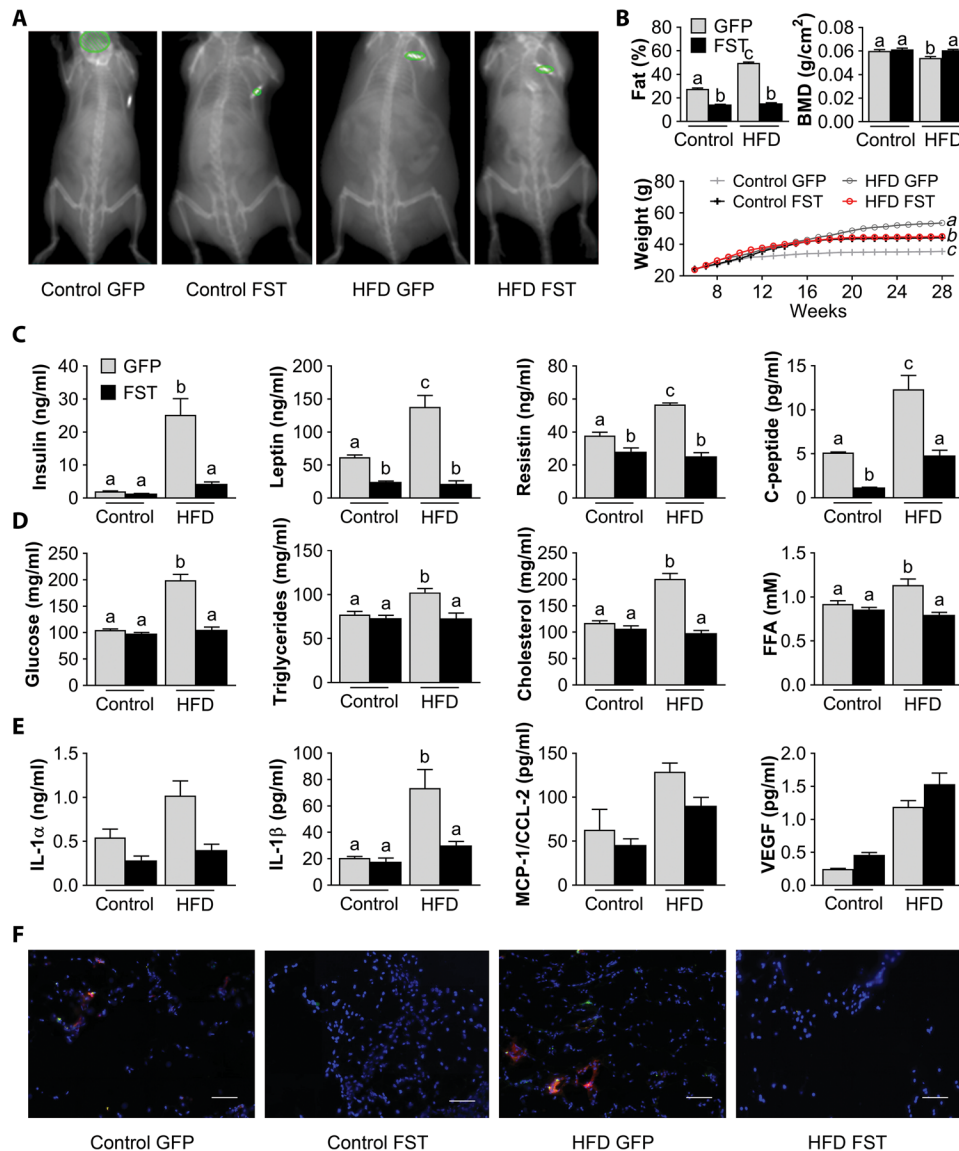 A
Control GFP
Control FST
HFD GFP
HFD FST
B
Fat (%)
80
60
40
20
0
GFP
FST
a
b
c
b
Control
HFD
BMD (g/cm²)
0.08
0.06
0.04
0.02
0.00
a
a
b
a
Control
HFD
Weight (g)
60
40
20
Control GFP
HFD GFP
Control FST
HFD FST
a
b
c
8
12
16
20
24
28
Weeks
C
Insulin (ng/ml)
40
30
20
10
0
GFP
FST
a
a
b
a
Control
HFD
Leptin (ng/ml)
200
150
100
50
0
a
b
c
b
Control
HFD
Resistin (ng/ml)
80
60
40
20
0
a
b
c
b
Control
HFD
C-peptide (pg/ml)
15
10
5
0
a
b
c
a
Control
HFD
D
Glucose (mg/ml)
250
200
150
100
50
0
a
a
b
a
Control
HFD
Triglycerides (mg/ml)
150
100
50
0
a
a
b
a
Control
HFD
Cholesterol (mg/ml)
250
200
150
100
50
0
a
a
b
a
Control
HFD
FFA (mM)
1.5
1.0
0.5
0.0
a
a
b
a
Control
HFD
E
IL-1α (ng/ml)
1.5
1.0
0.5
0.0
Control
HFD
IL-1β (pg/ml)
100
80
60
40
20
0
a
a
b
a
Control
HFD
MCP-1/CCL-2 (pg/ml)
150
100
50
0
Control
HFD
VEGF (pg/ml)
2.0
1.5
1.0
0.5
0.0
Control
HFD
F
Control GFP
Control FST
HFD GFP
HFD FST